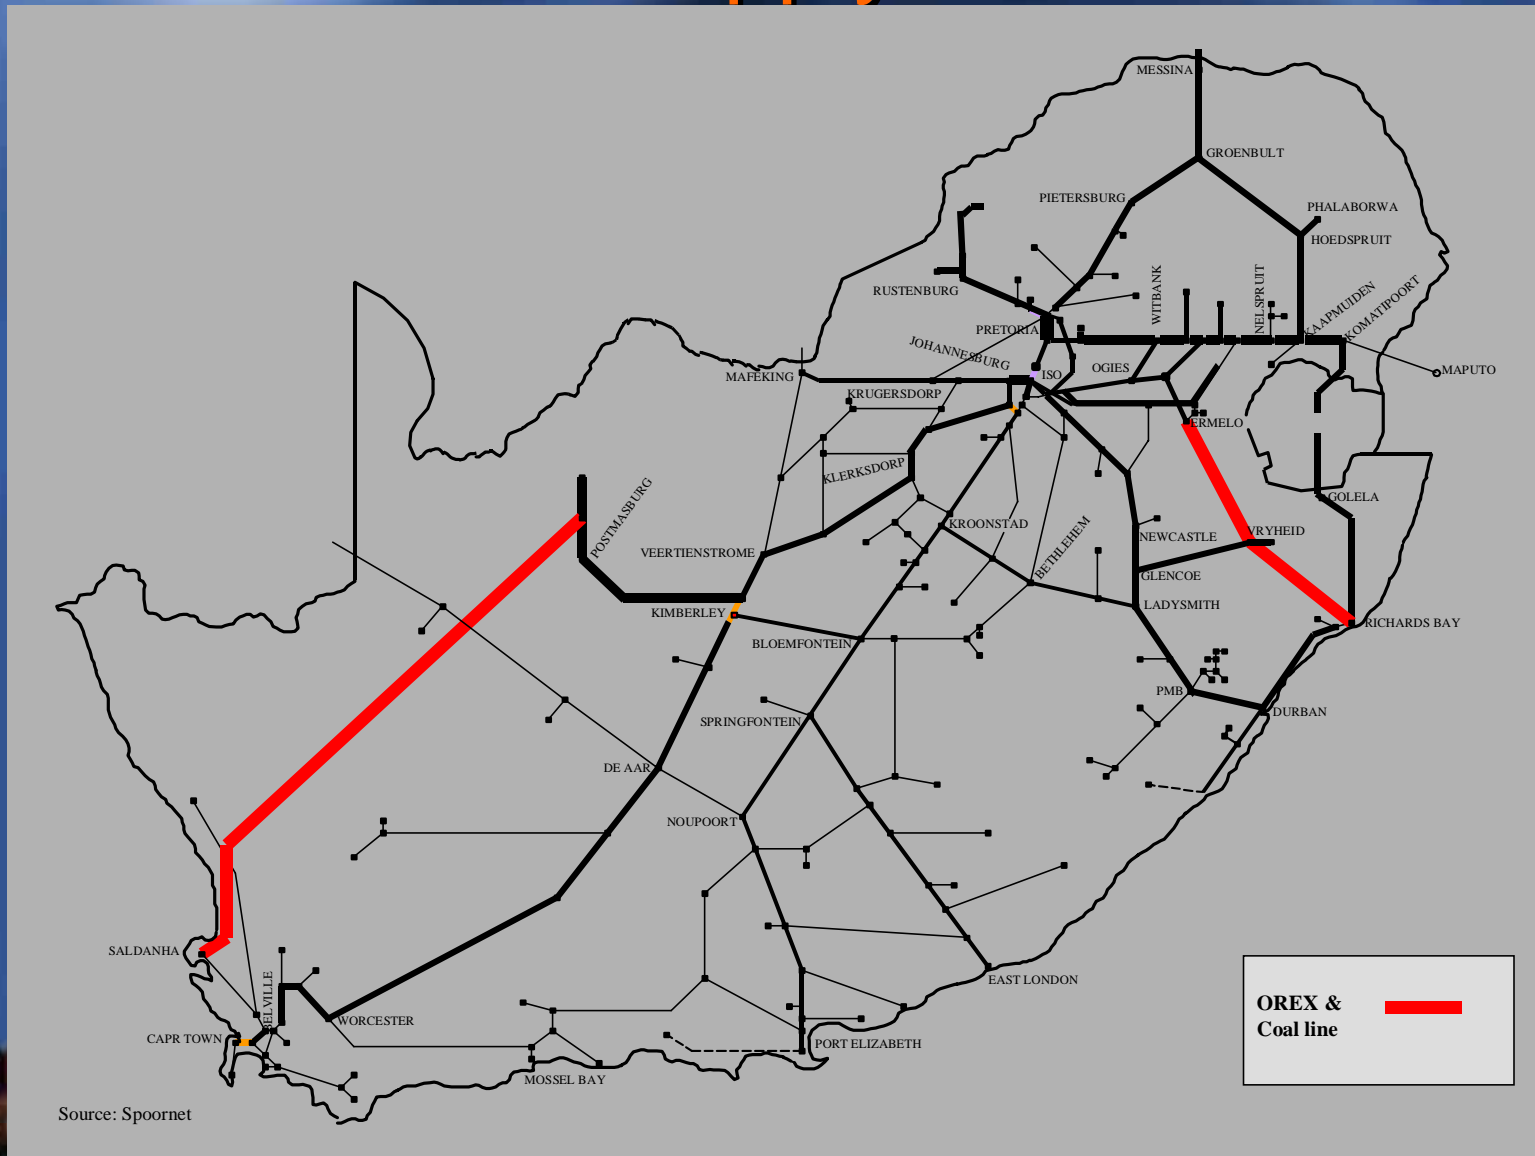 MESSINA
GROENBULT
PIETERSBURG
PHALABORWA
HOEDSPRUIT
RUSTENBURG
WITBANK
NELSPRUIT
KAAPMUIDEN
KOMATIPOORT
PRETORIA
JOHANNESBURG
ISO
OGIES
MAPUTO
MAFEKING
KRUGERSDORP
ERMELO
KLERKSDORP
POSTMASBURG
GOLELA
KROONSTAD
BETHLEHEM
NEWCASTLE
VRYHEID
VEERTIENSTROME
GLENCOE
LADYSMITH
KIMBERLEY
RICHARDS BAY
BLOEMFONTEIN
PMB
DURBAN
SPRINGFONTEIN
DE AAR
NOUPOORT
SALDANHA
EAST LONDON
BELVILLE
WORCESTER
CAPR TOWN
PORT ELIZABETH
MOSSEL BAY
OREX &
Coal line
Source: Spoornet